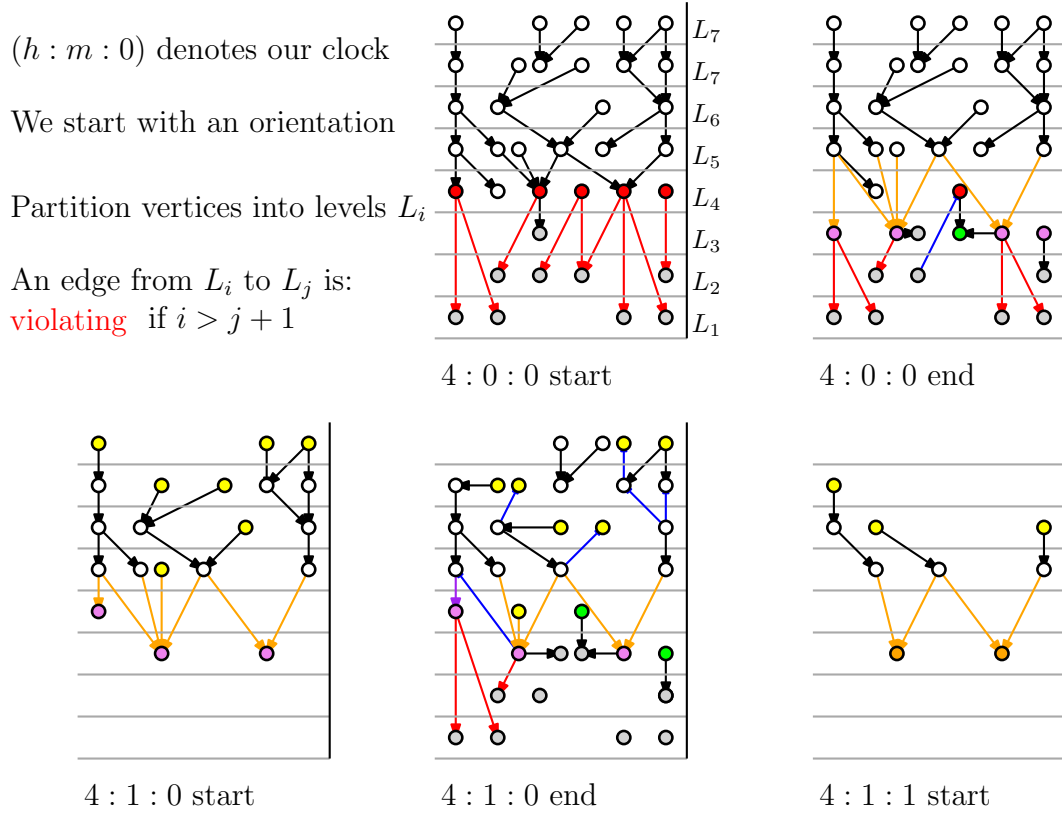 (h : m : 0) denotes our clock
We start with an orientation
Partition vertices into levels L_i
An edge from L_i to L_j is:
violating if i > j + 1
L_7
L_7
L_6
L_5
L_4
L_3
L_2
L_1
4 : 0 : 0 start
4 : 0 : 0 end
4 : 1 : 0 start
4 : 1 : 0 end
4 : 1 : 1 start